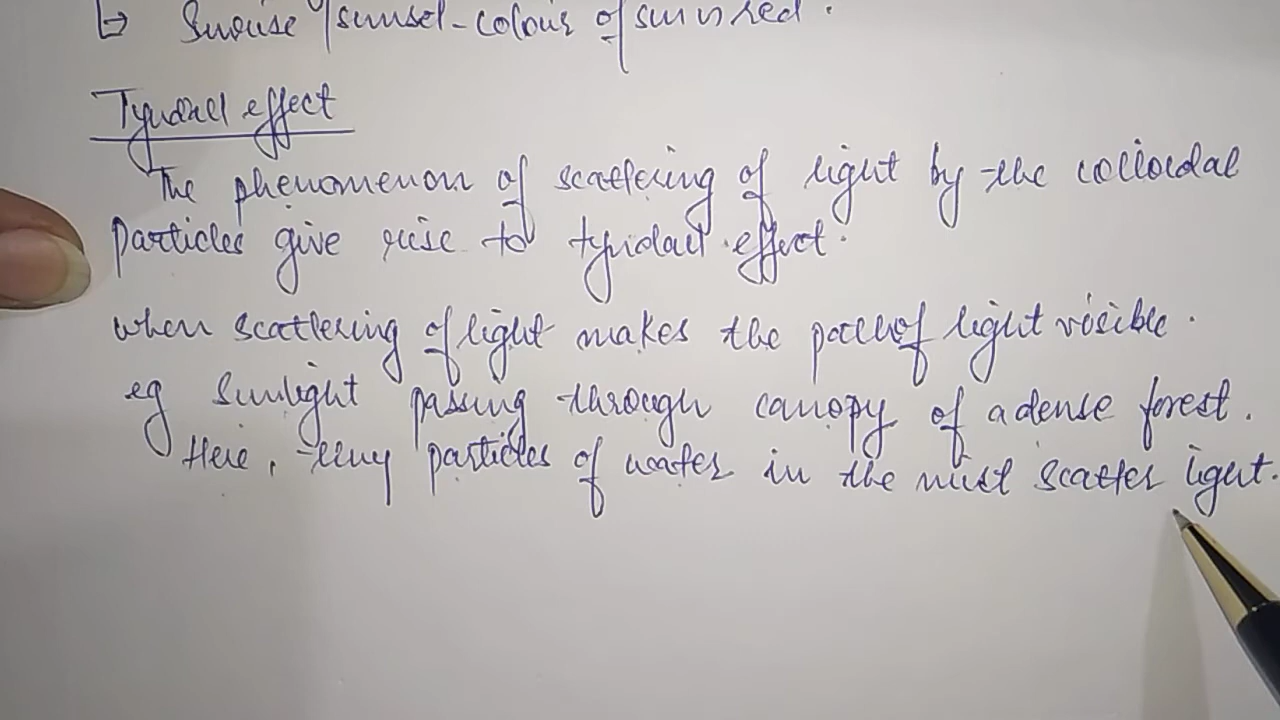 ↳ Sunrise / sunset - colour of sun is red.
Tyndall effect
The phenomenon of scattering of light by the colloidal
particles give rise to tyndall effect.
when scattering of light makes the path of light visible.
eg Sunlight passing through canopy of a dense forest.
Here, tiny particles of water in the mist scatter light.